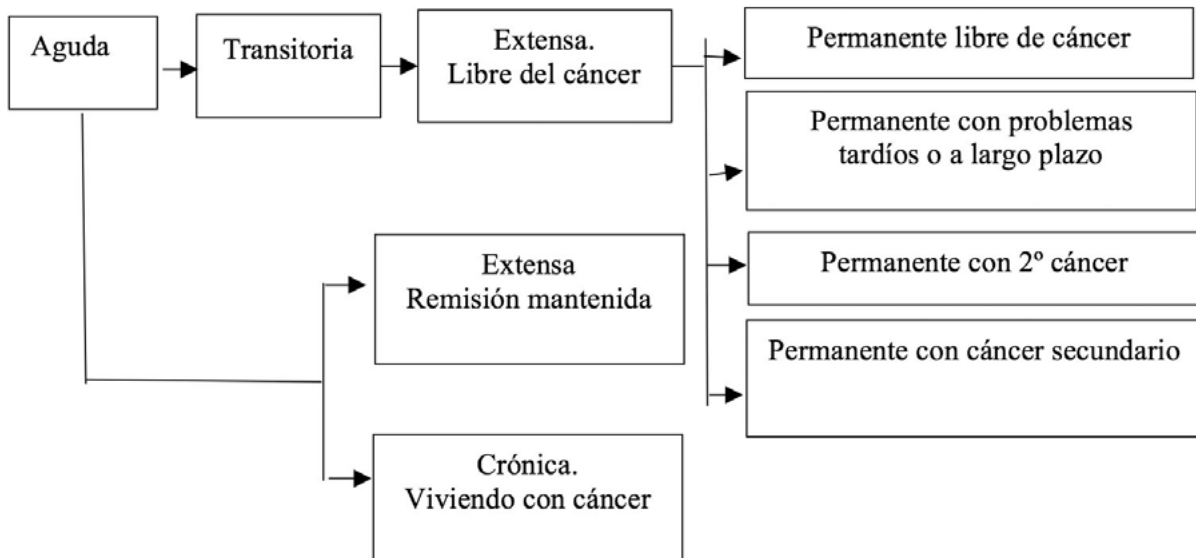 Aguda
Transitoria
Extensa.
Libre del cáncer
Permanente libre de cáncer
Permanente con problemas
tardíos o a largo plazo
Permanente con 2º cáncer
Permanente con cáncer secundario
Extensa
Remisión mantenida
Crónica.
Viviendo con cáncer